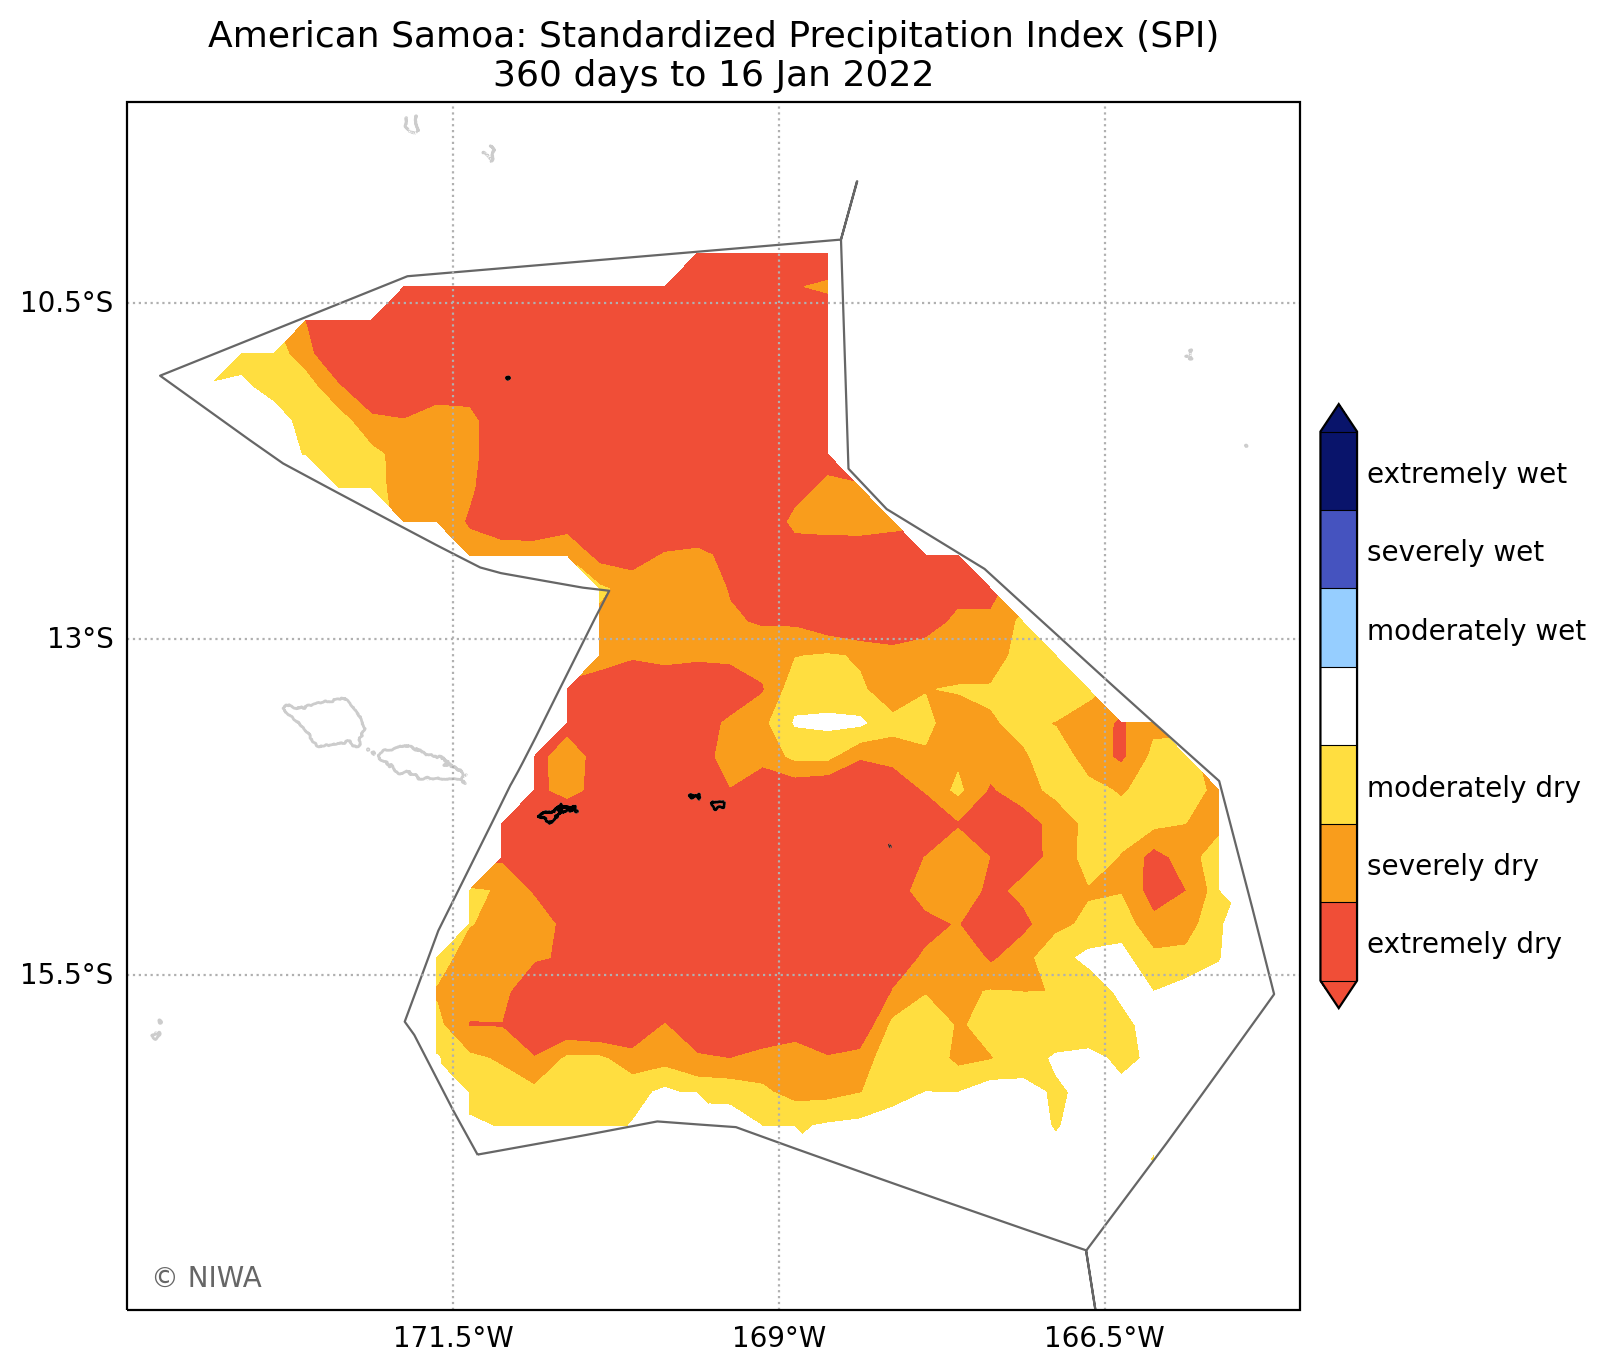 American Samoa: Standardized Precipitation Index (SPI)
360 days to 16 Jan 2022
10.5°S
13°S
15.5°S
171.5°W
169°W
166.5°W
extremely wet
severely wet
moderately wet
moderately dry
severely dry
extremely dry
© NIWA